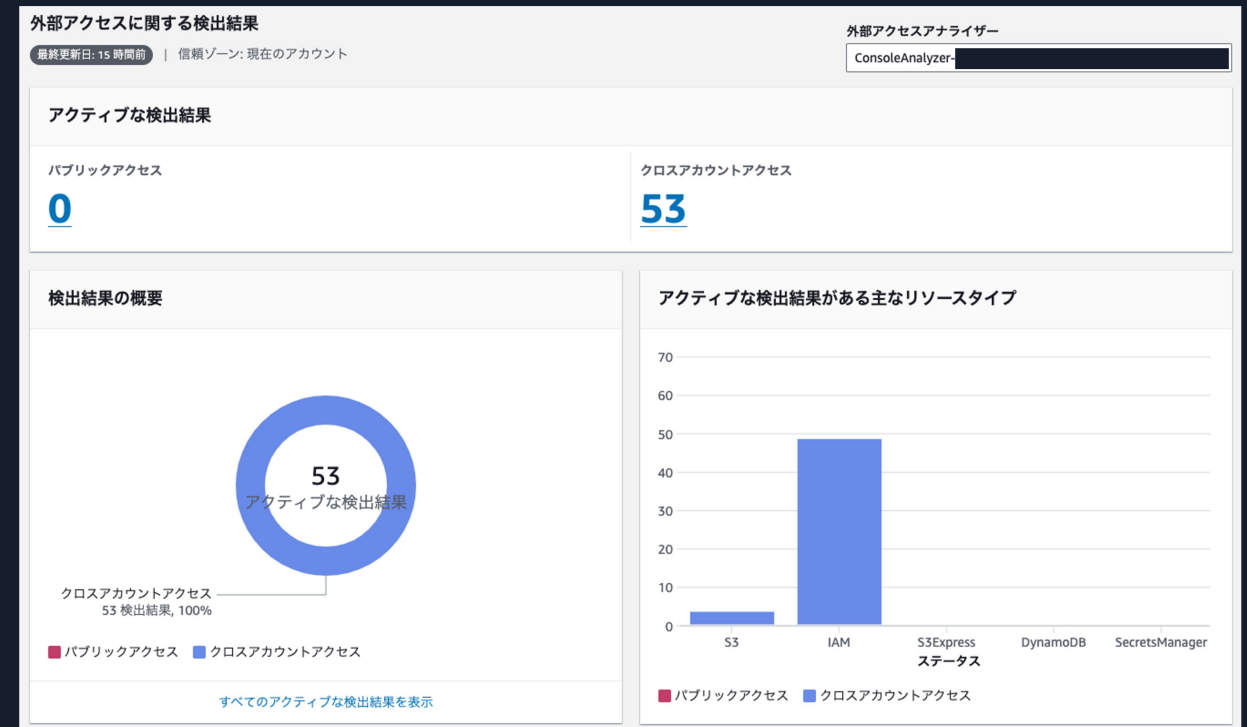 外部アクセスに関する検出結果
最終更新日: 15 時間前 | 信頼ゾーン: 現在のアカウント
外部アクセスアナライザー
ConsoleAnalyzer-
アクティブな検出結果
パブリックアクセス
0
クロスアカウントアクセス
53
検出結果の概要
53
アクティブな検出結果
クロスアカウントアクセス
53 検出結果, 100%
パブリックアクセス クロスアカウントアクセス
すべてのアクティブな検出結果を表示
アクティブな検出結果がある主なリソースタイプ
70
60
50
40
30
20
10
0
S3 IAM S3Express DynamoDB SecretsManager
ステータス
パブリックアクセス クロスアカウントアクセス